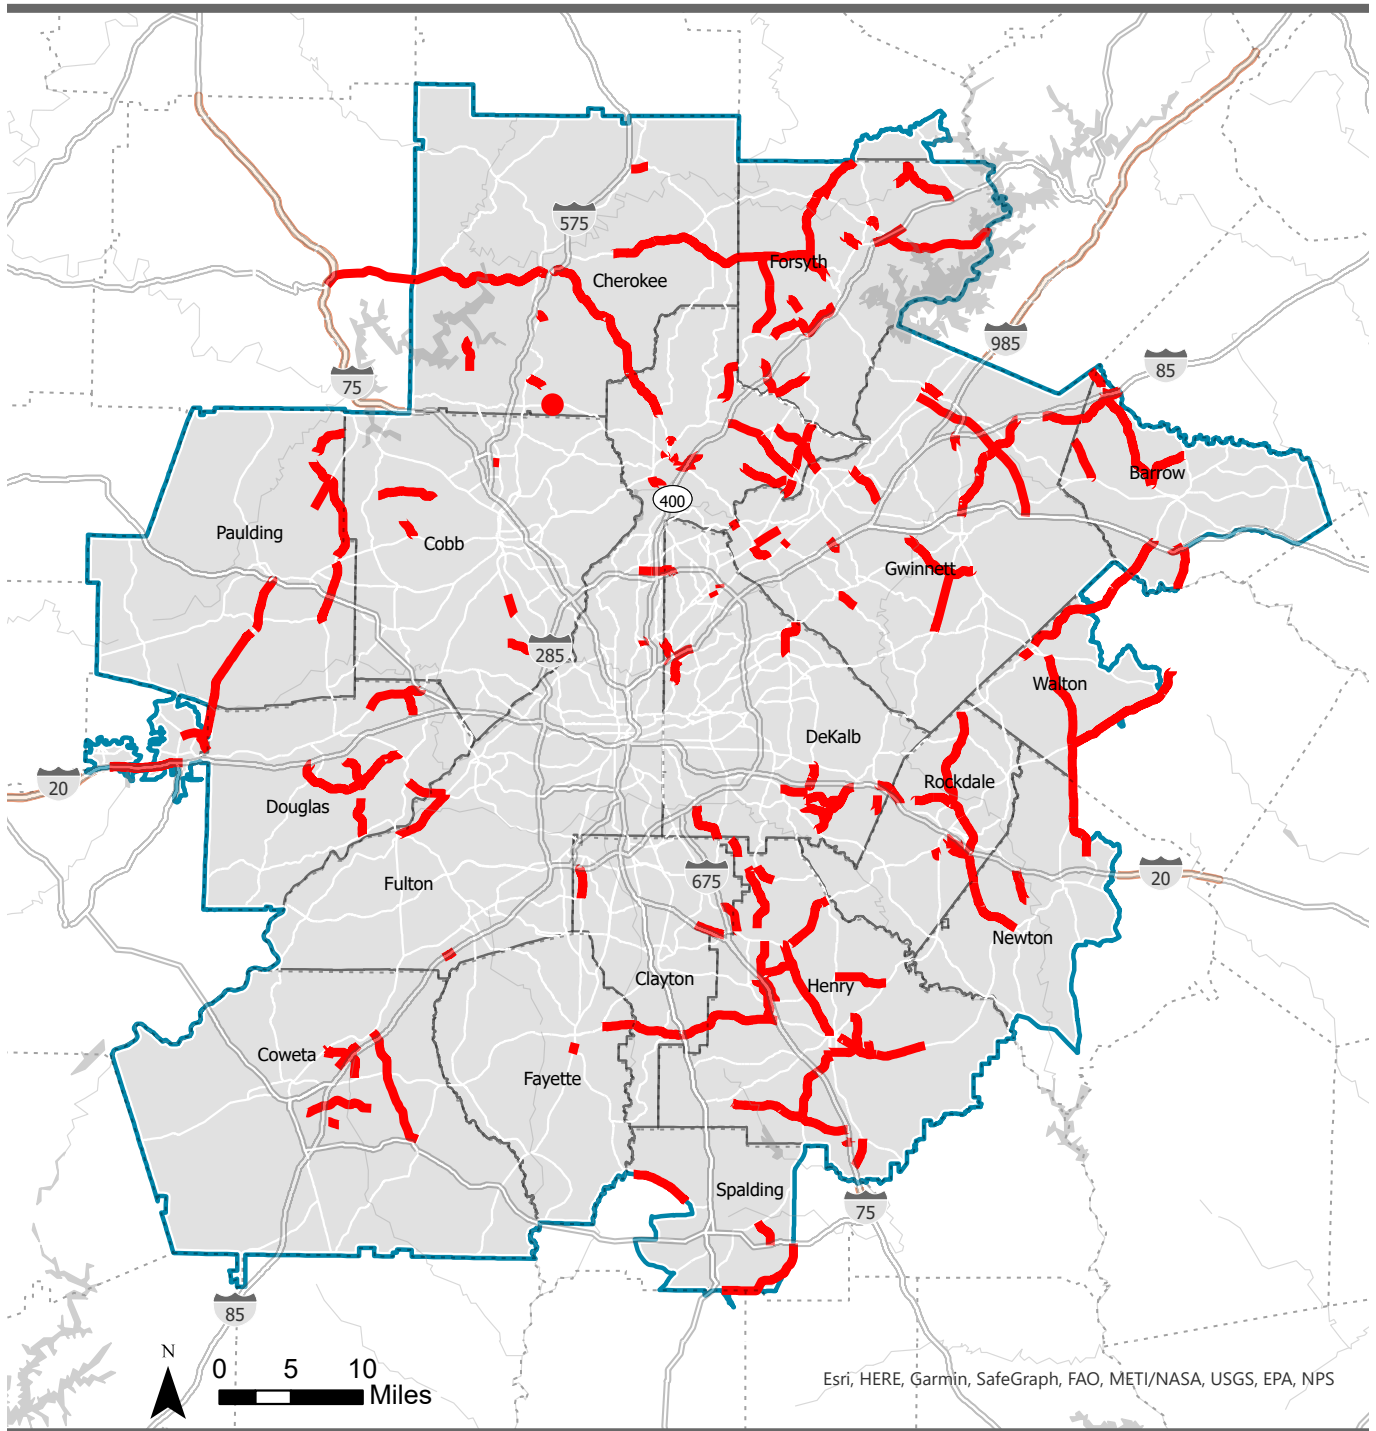 575
Forsyth
Cherokee
985
85
75
Barrow
400
Paulding
Cobb
Gwinnett
285
Walton
DeKalb
20
Rockdale
Douglas
675
20
Fulton
Newton
Clayton
Henry
Coweta
Fayette
Spalding
75
85
N
0 5 10
Miles
Esri, HERE, Garmin, SafeGraph, FAO, METI/NASA, USGS, EPA, NPS